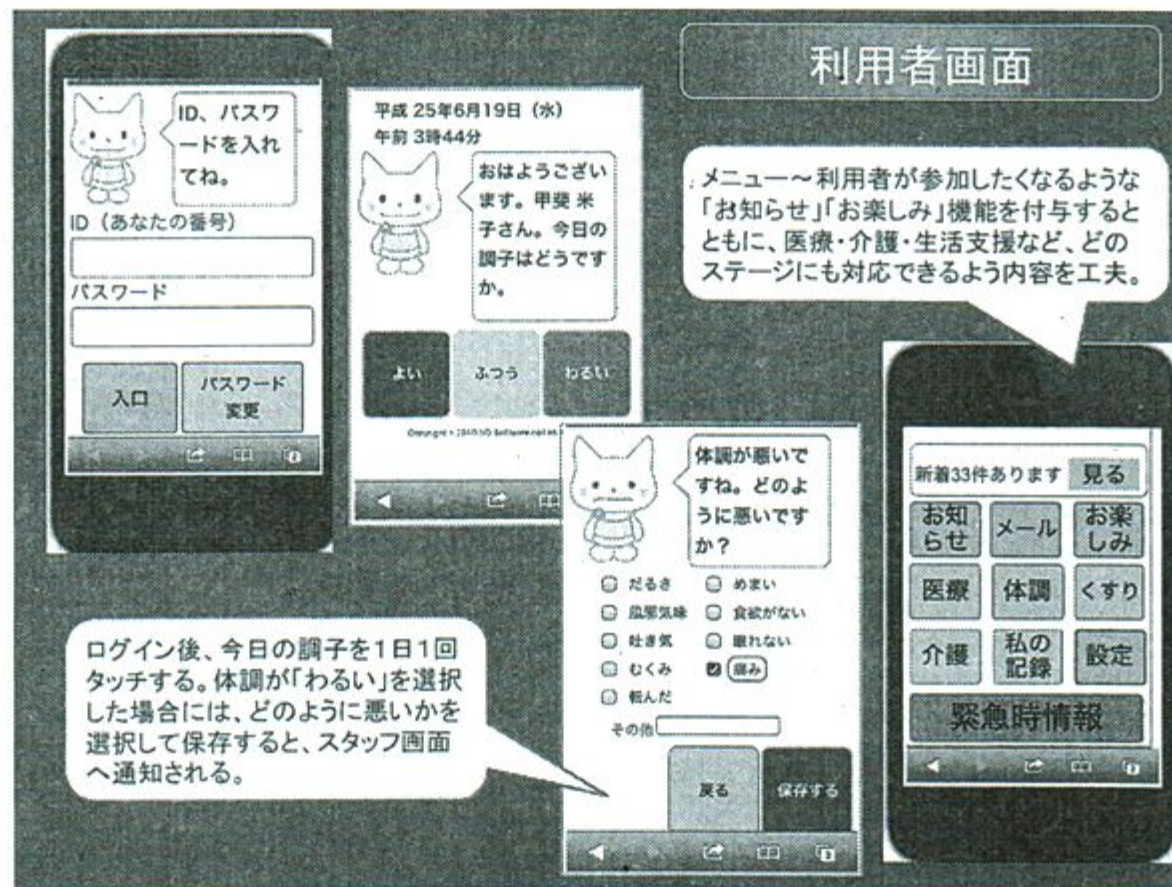 利用者画面
ID、パスワ
ードを入れ
てね。
ID（あなたの番号）
パスワード
入口
パスワード
変更
平成 25年6月19日（水）
午前 3時44分
おはようござい
ます。甲斐 米
子さん。今日の
調子はどうです
か。
よい
ふつう
わるい
メニュー～利用者が参加したくなるような
「お知らせ」「お楽しみ」機能を付与すると
ともに、医療・介護・生活支援など、どの
ステージにも対応できるよう内容を工夫。
体調が悪いで
すね。どのよ
うに悪いです
か？
だるさ めまい
風邪気味 食欲がない
吐き気 眠れない
むくみ 痛み
転んだ
その他
戻る
保存する
新着33件あります 見る
お知
らせ
メール
お楽
しみ
医療
体調
くすり
介護
私の
記録
設定
緊急時情報
ログイン後、今日の調子を1日1回
タッチする。体調が「わるい」を選択
した場合には、どのように悪いかを
選択して保存すると、スタッフ画面
へ通知される。